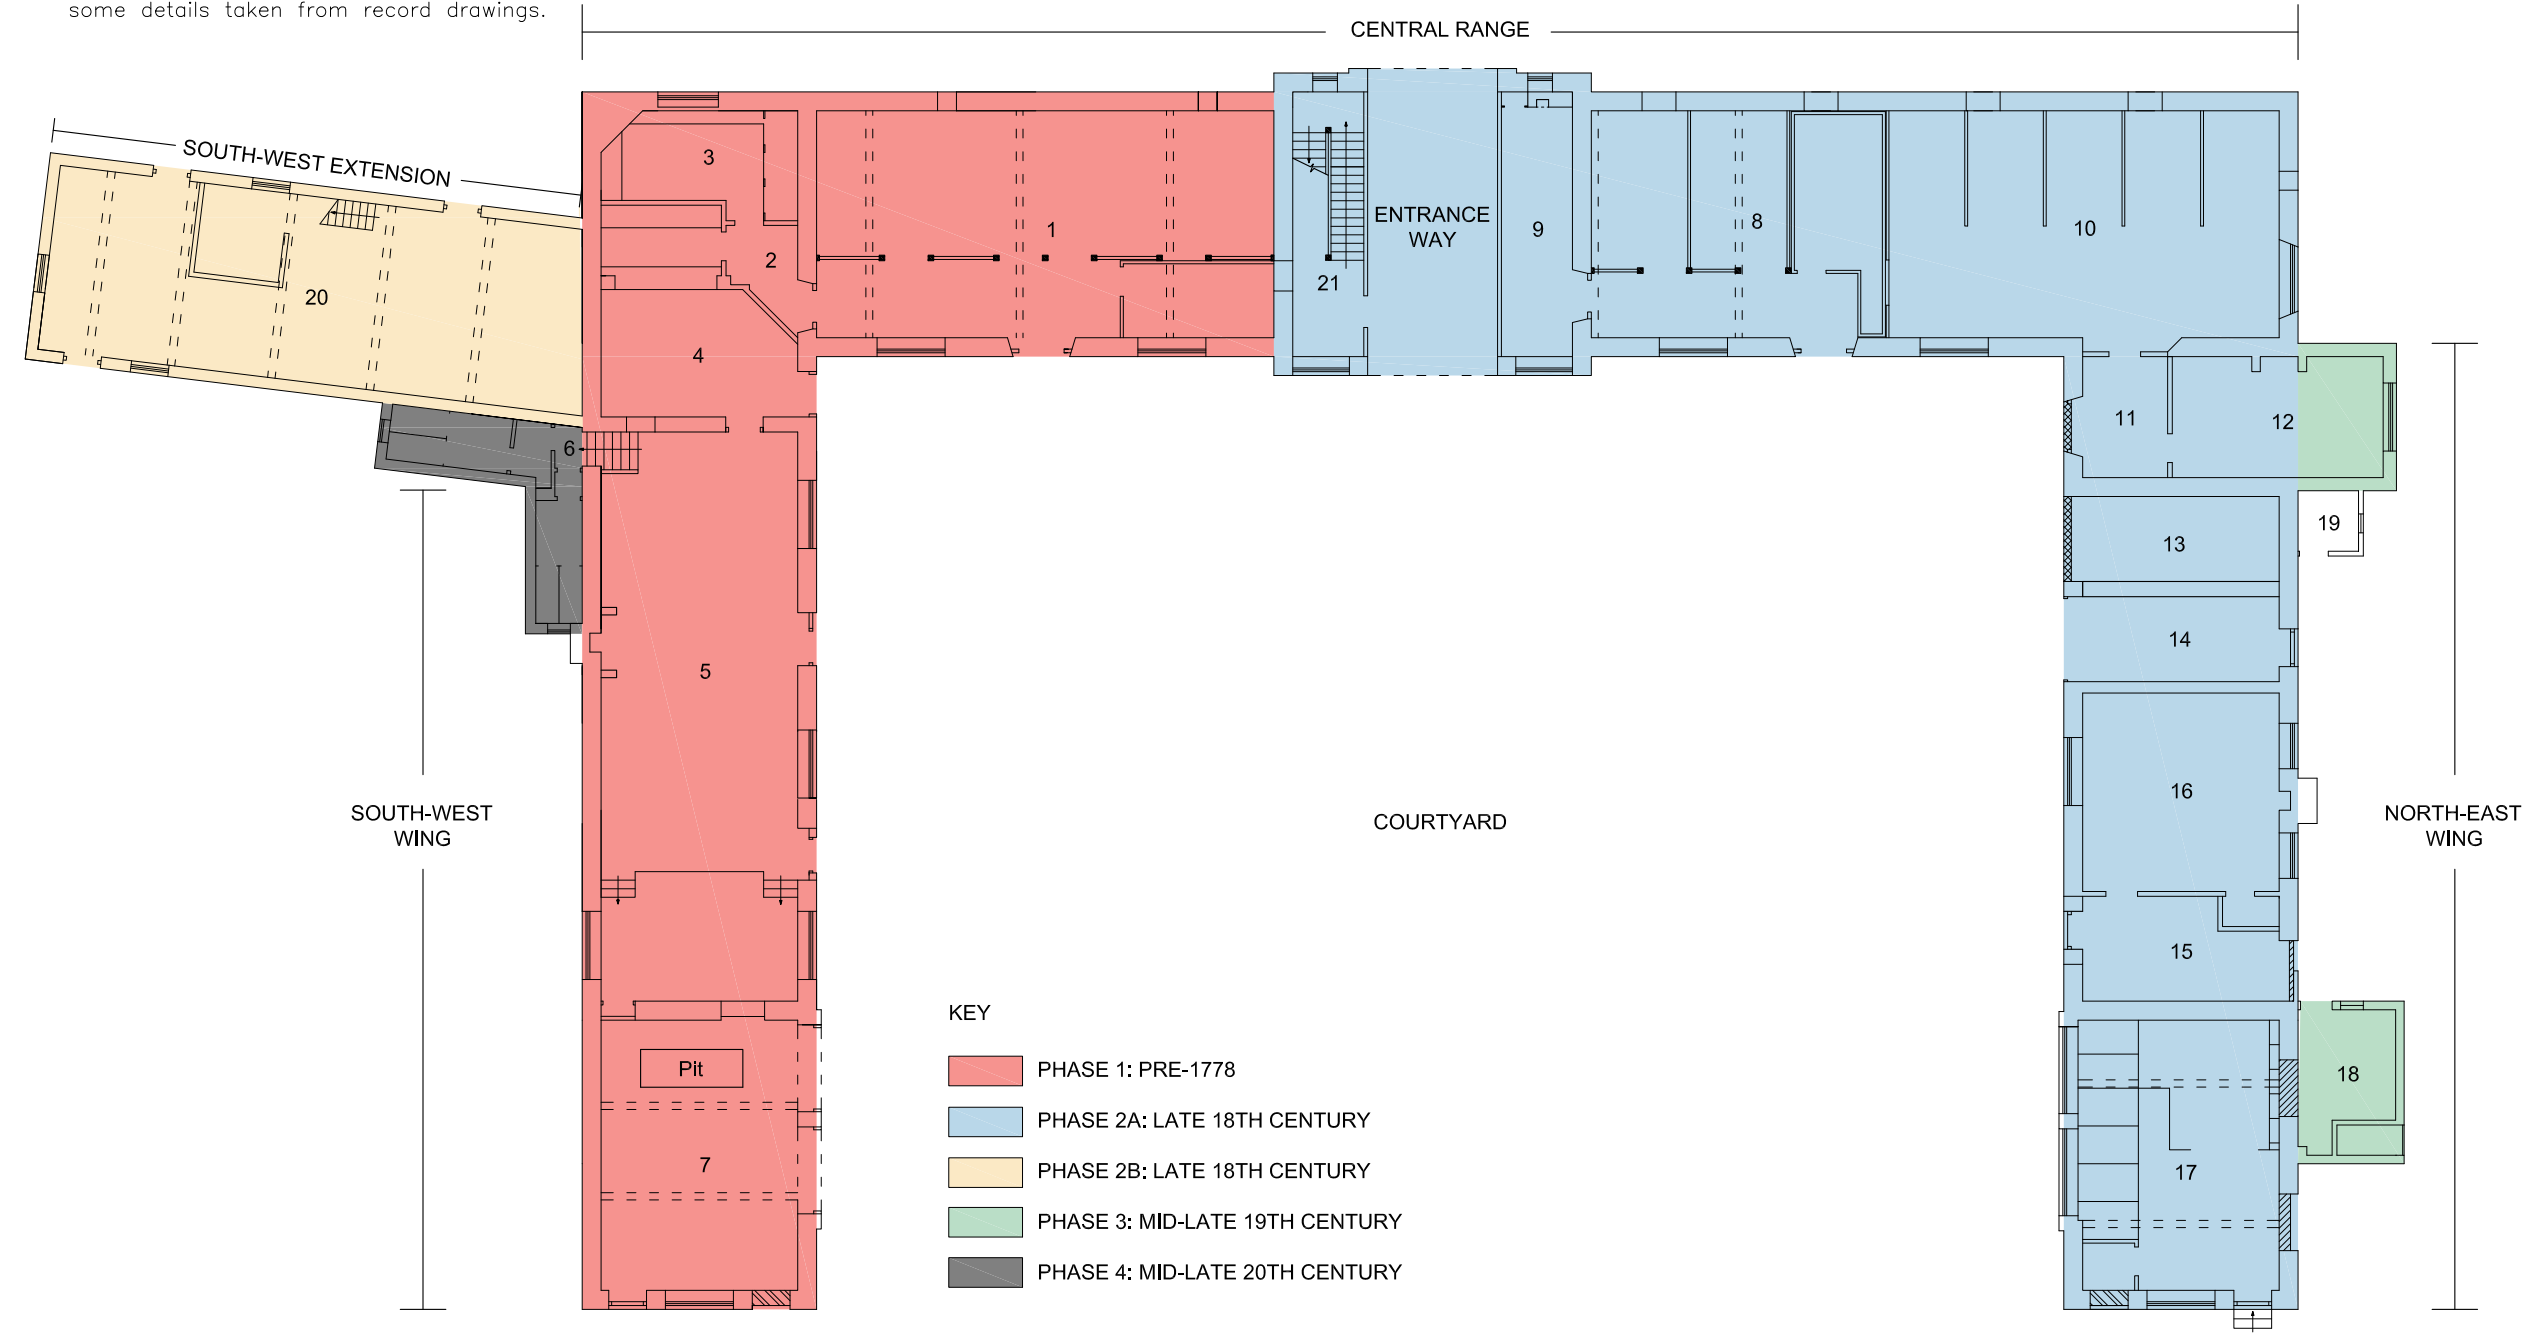 some details taken from record drawings.
CENTRAL RANGE
SOUTH-WEST EXTENSION
3
ENTRANCE
WAY
1
2
9
8
10
21
20
4
11
12
6
19
13
14
5
16
SOUTH-WEST
WING
COURTYARD
NORTH-EAST
WING
15
KEY
Pit
PHASE 1: PRE-1778
18
PHASE 2A: LATE 18TH CENTURY
7
PHASE 2B: LATE 18TH CENTURY
17
PHASE 3: MID-LATE 19TH CENTURY
PHASE 4: MID-LATE 20TH CENTURY